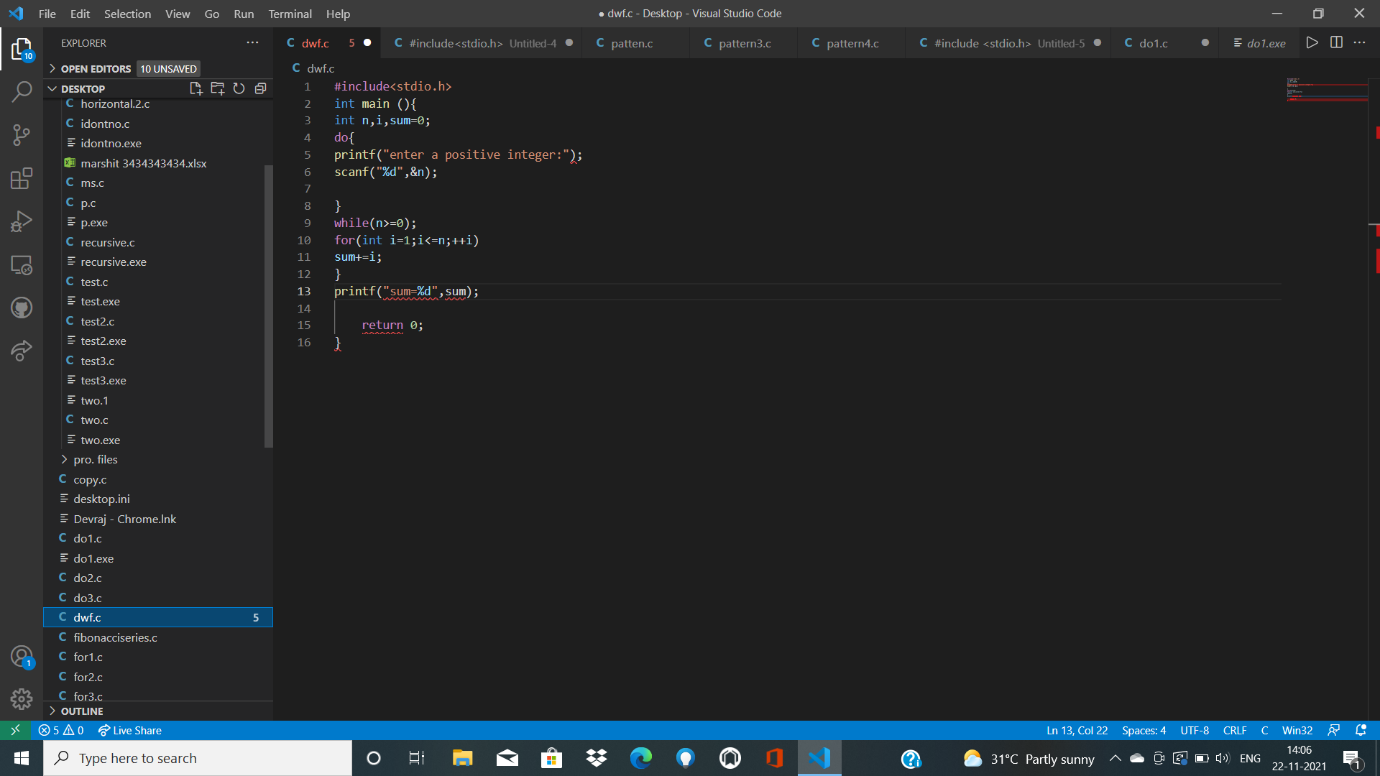 File Edit Selection View Go Run Terminal Help
● dwf.c - Desktop - Visual Studio Code
EXPLORER
dwf.c 5 ●
#include<stdio.h> Untitled-4 ●
patten.c
pattern3.c
pattern4.c
#include <stdio.h> Untitled-5 ●
do1.c ●
do1.exe
10
OPEN EDITORS 10 UNSAVED
DESKTOP
horizontal.2.c
idontno.c
idontno.exe
marshit 3434343434.xlsx
ms.c
p.c
p.exe
recursive.c
recursive.exe
test.c
test.exe
test2.c
test2.exe
test3.c
test3.exe
two.1
two.c
two.exe
pro. files
copy.c
desktop.ini
Devraj - Chrome.lnk
do1.c
do1.exe
do2.c
do3.c
dwf.c 5
fibonacciseries.c
for1.c
for2.c
for3.c
OUTLINE
1
C dwf.c
1 #include<stdio.h>
2 int main (){
3 int n,i,sum=0;
4 do{
5 printf("enter a positive integer:");
6 scanf("%d",&n);
7
8 }
9 while(n>=0);
10 for(int i=1;i<=n;++i)
11 sum+=i;
12 }
13 printf("sum=%d",sum);
14
15 return 0;
16 }
5 0 Live Share
Ln 13, Col 22 Spaces: 4 UTF-8 CRLF C Win32
Type here to search
31°C Partly sunny
ENG
14:06
22-11-2021
1